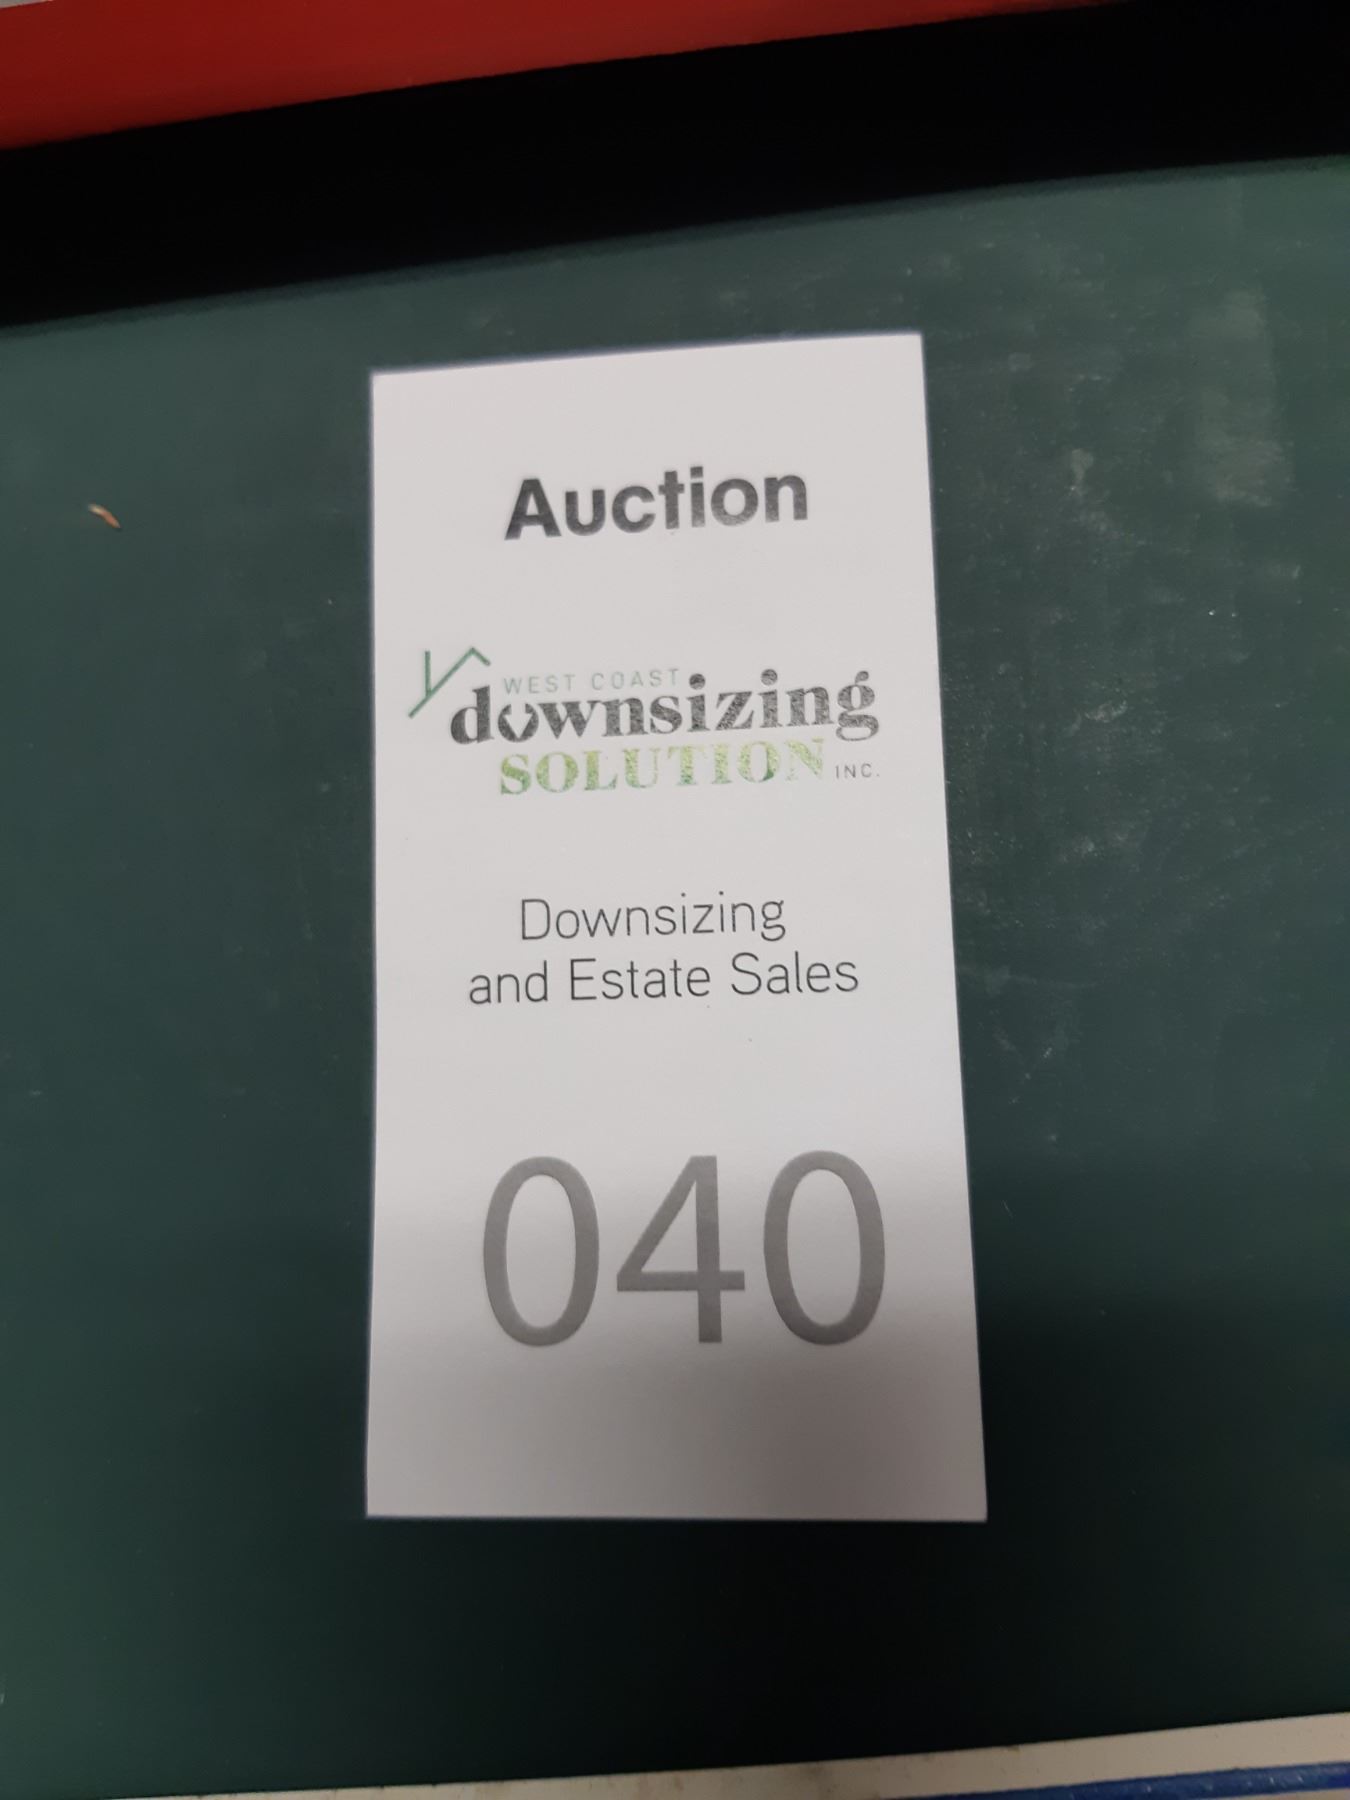 Auction
WEST COAST
downsizing
SOLUTION INC.
Downsizing
and Estate Sales
040